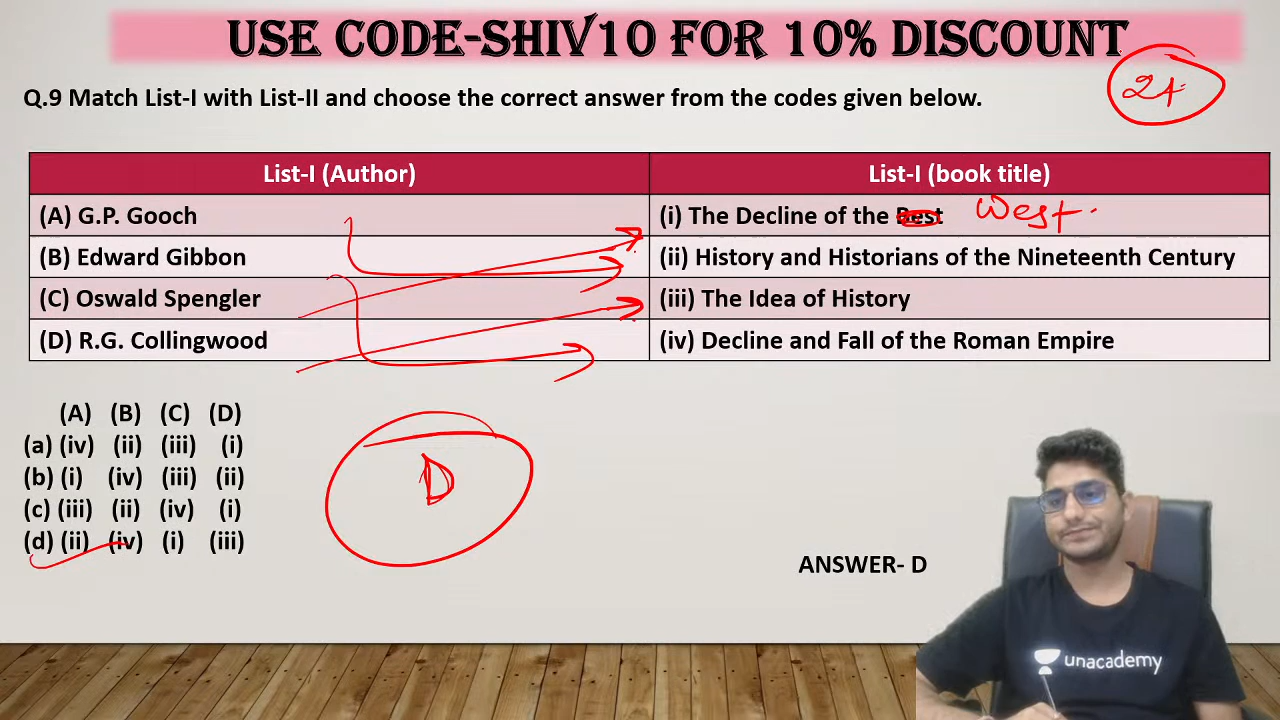 USE CODE-SHIV10 FOR 10% DISCOUNT
24
Q.9 Match List-I with List-II and choose the correct answer from the codes given below.
List-I (Author) List-I (book title)
(A) G.P. Gooch (i) The Decline of the Best West.
(B) Edward Gibbon (ii) History and Historians of the Nineteenth Century
(C) Oswald Spengler (iii) The Idea of History
(D) R.G. Collingwood (iv) Decline and Fall of the Roman Empire
(A) (B) (C) (D)
(a) (iv) (ii) (iii) (i)
(b) (i) (iv) (iii) (ii)
(c) (iii) (ii) (iv) (i)
(d) (ii) (iv) (i) (iii)
D
ANSWER- D
unacademy